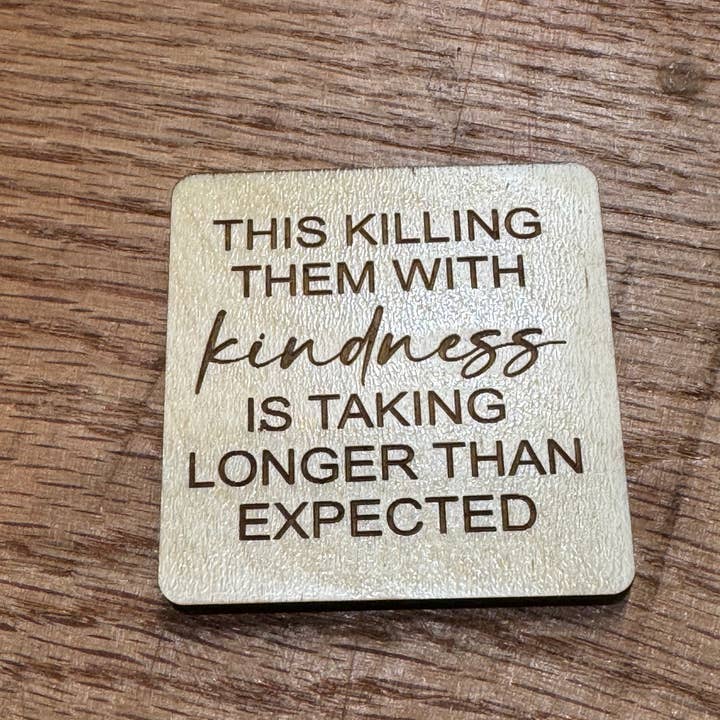 THIS KILLING
THEM WITH
kindness
IS TAKING
LONGER THAN
EXPECTED